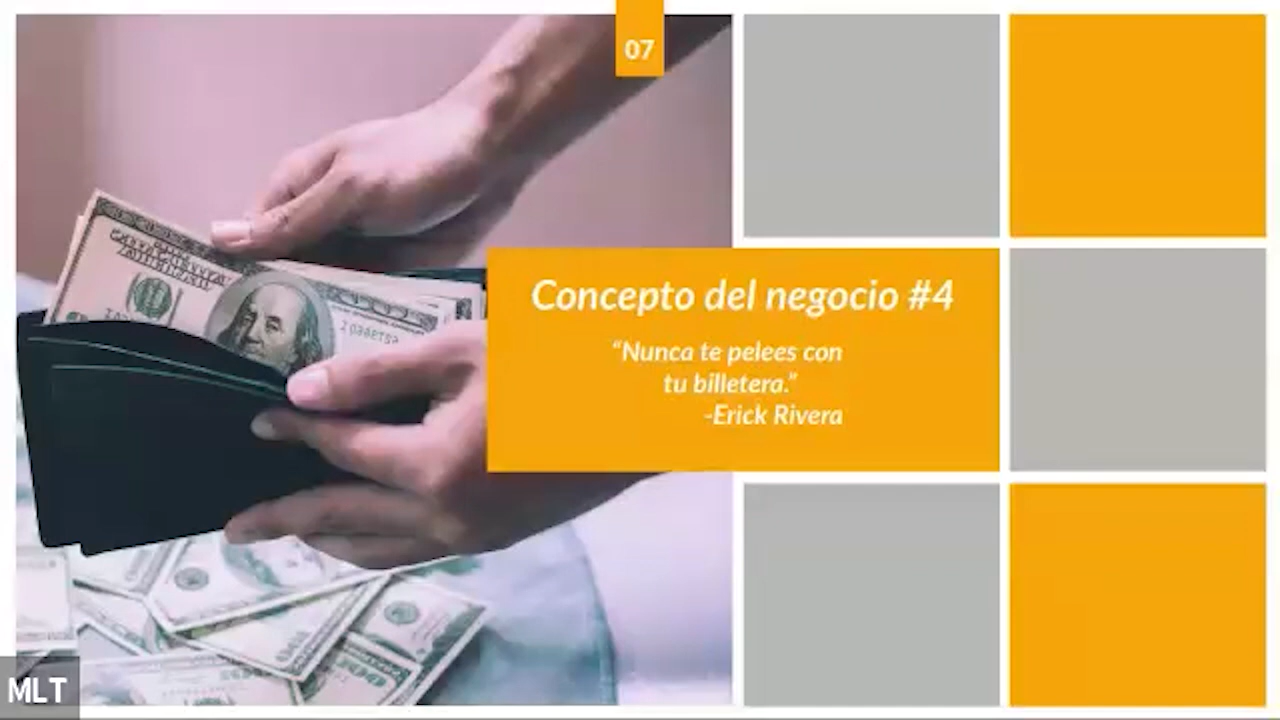 07
Concepto del negocio #4
“Nunca te pelees con
tu billetera.”
-Erick Rivera
MLT